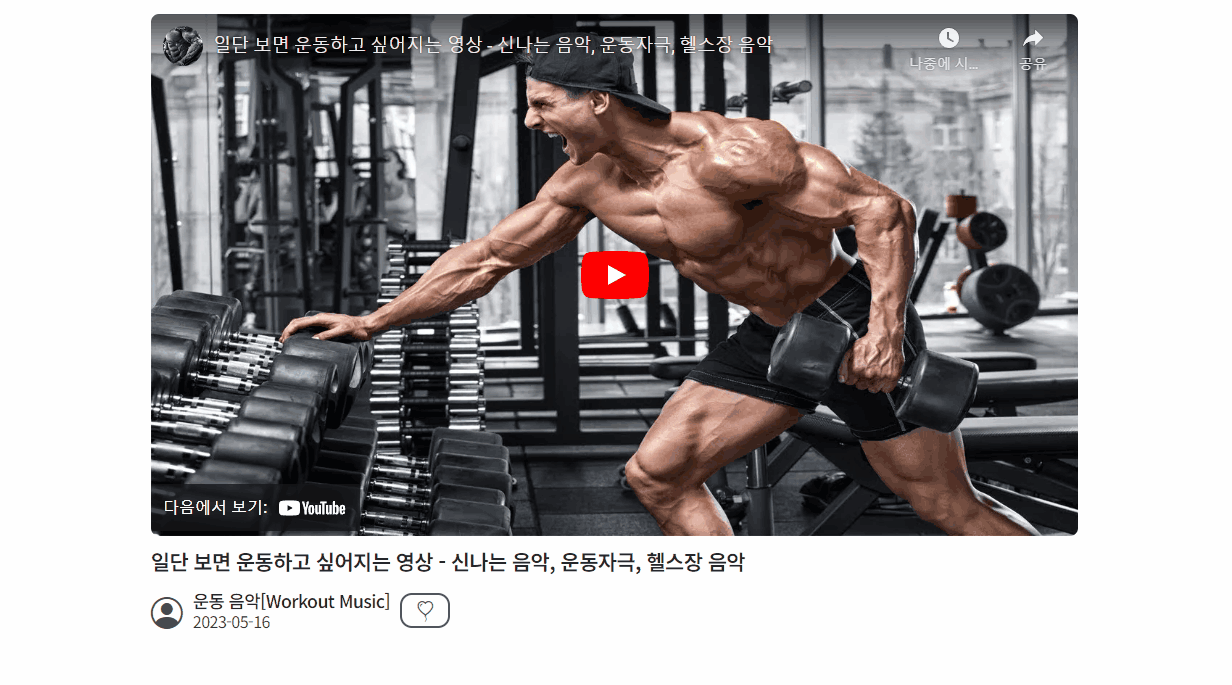 일단 보면 운동하고 싶어지는 영상 - 신나는 음악, 운동자극, 헬스장 음악
나중에 시...
공유
다음에서 보기: YouTube
일단 보면 운동하고 싶어지는 영상 - 신나는 음악, 운동자극, 헬스장 음악
운동 음악[Workout Music]
2023-05-16